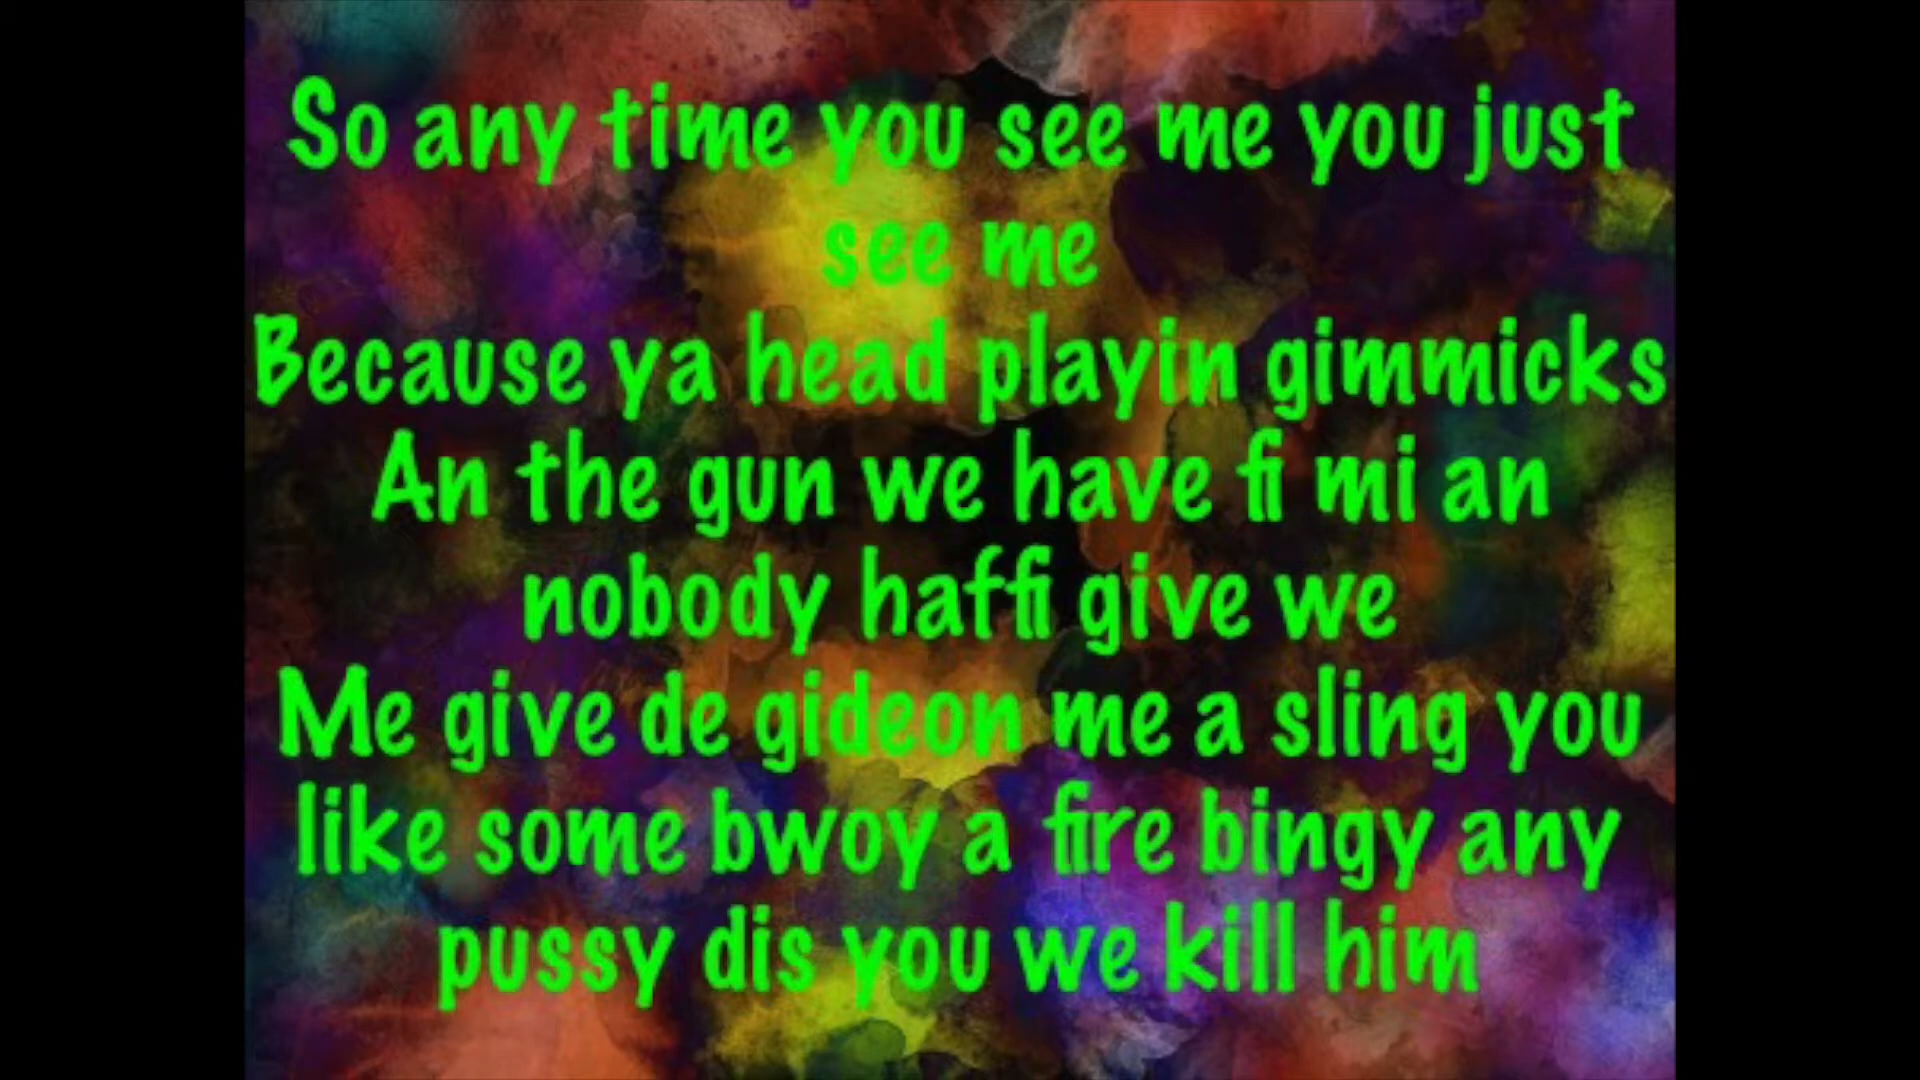 So any time you see me you just
see me
Because ya head playin gimmicks
An the gun we have fi mi an
nobody haffi give we
Me give de gideon me a sling you
like some bwoy a fire bingy any
pussy dis you we kill him